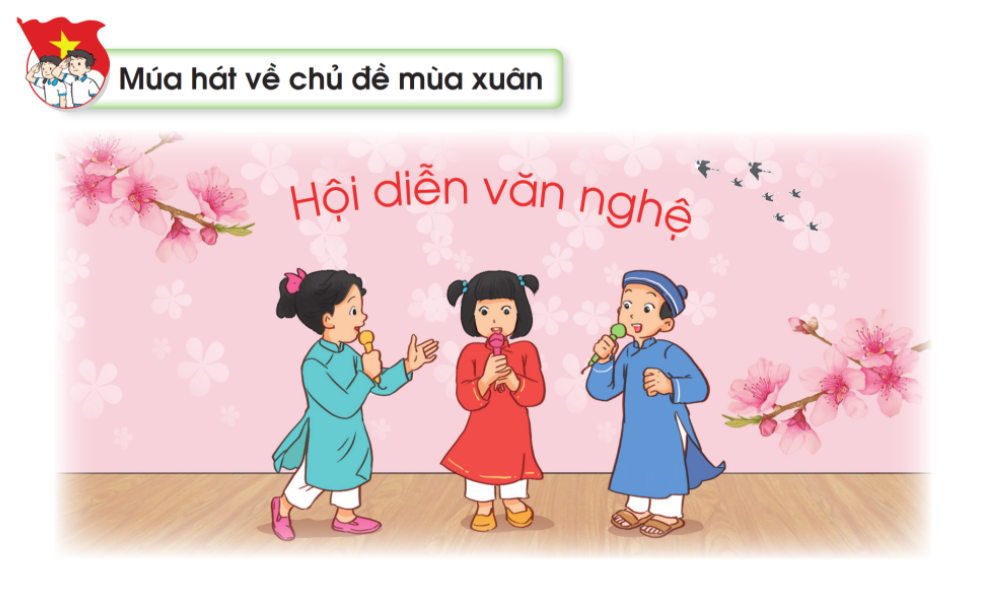 Múa hát về chủ đề mùa xuân
Hội diễn văn nghệ